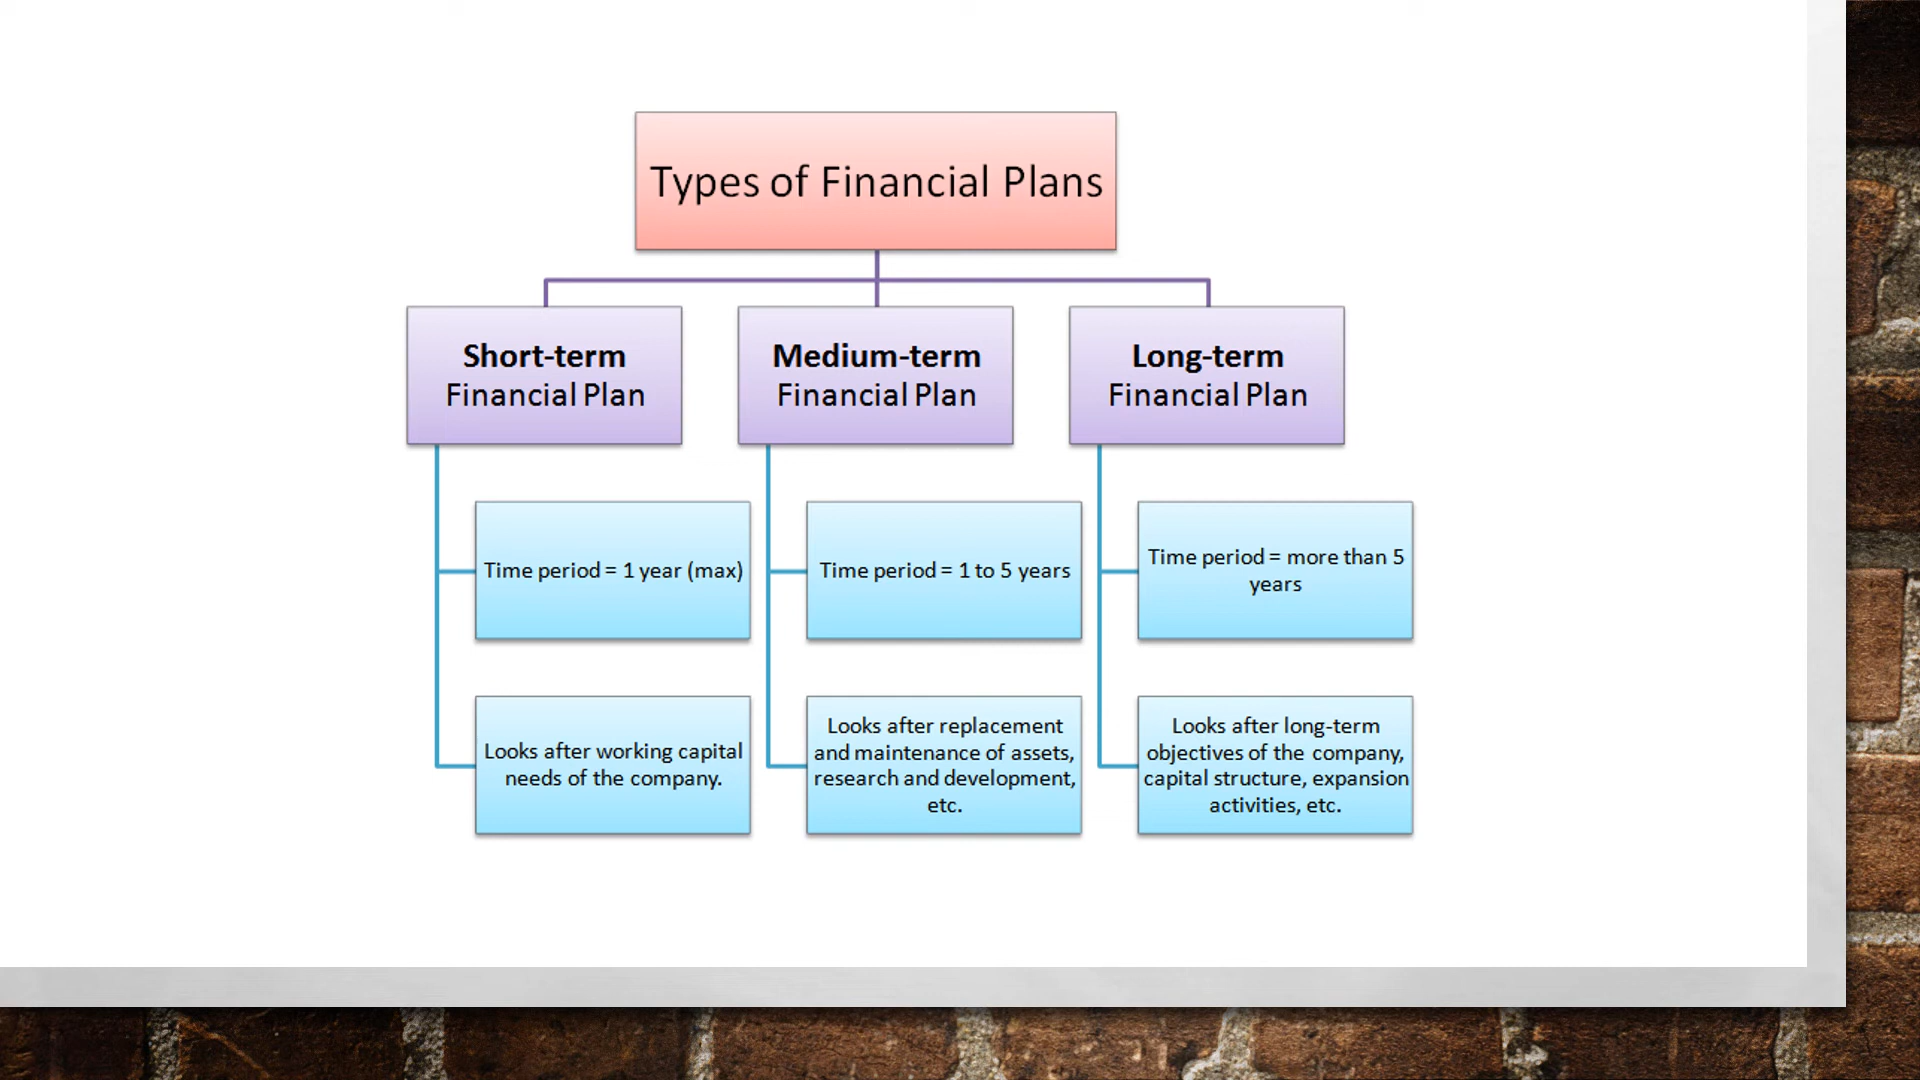 Types of Financial Plans
Short-term
Financial Plan
Medium-term
Financial Plan
Long-term
Financial Plan
Time period = 1 year (max)
Time period = 1 to 5 years
Time period = more than 5
years
Looks after working capital
needs of the company.
Looks after replacement
and maintenance of assets,
research and development,
etc.
Looks after long-term
objectives of the company,
capital structure, expansion
activities, etc.